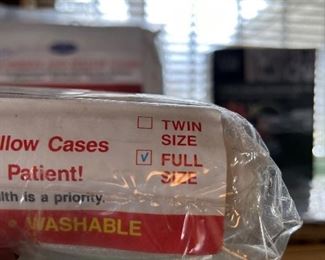 TWIN
SIZE
llow Cases
FULL
SIZE
Patient!
lth is a priority.
• WASHABLE